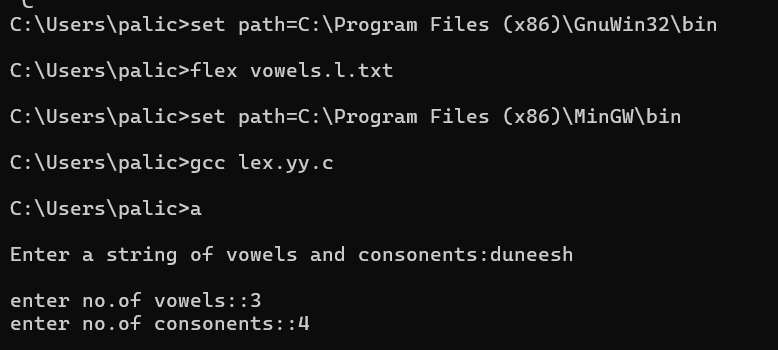 C:\Users\palic>set path=C:\Program Files (x86)\GnuWin32\bin
C:\Users\palic>flex vowels.l.txt
C:\Users\palic>set path=C:\Program Files (x86)\MinGW\bin
C:\Users\palic>gcc lex.yy.c
C:\Users\palic>a
Enter a string of vowels and consonents:duneesh
enter no.of vowels::3
enter no.of consonents::4